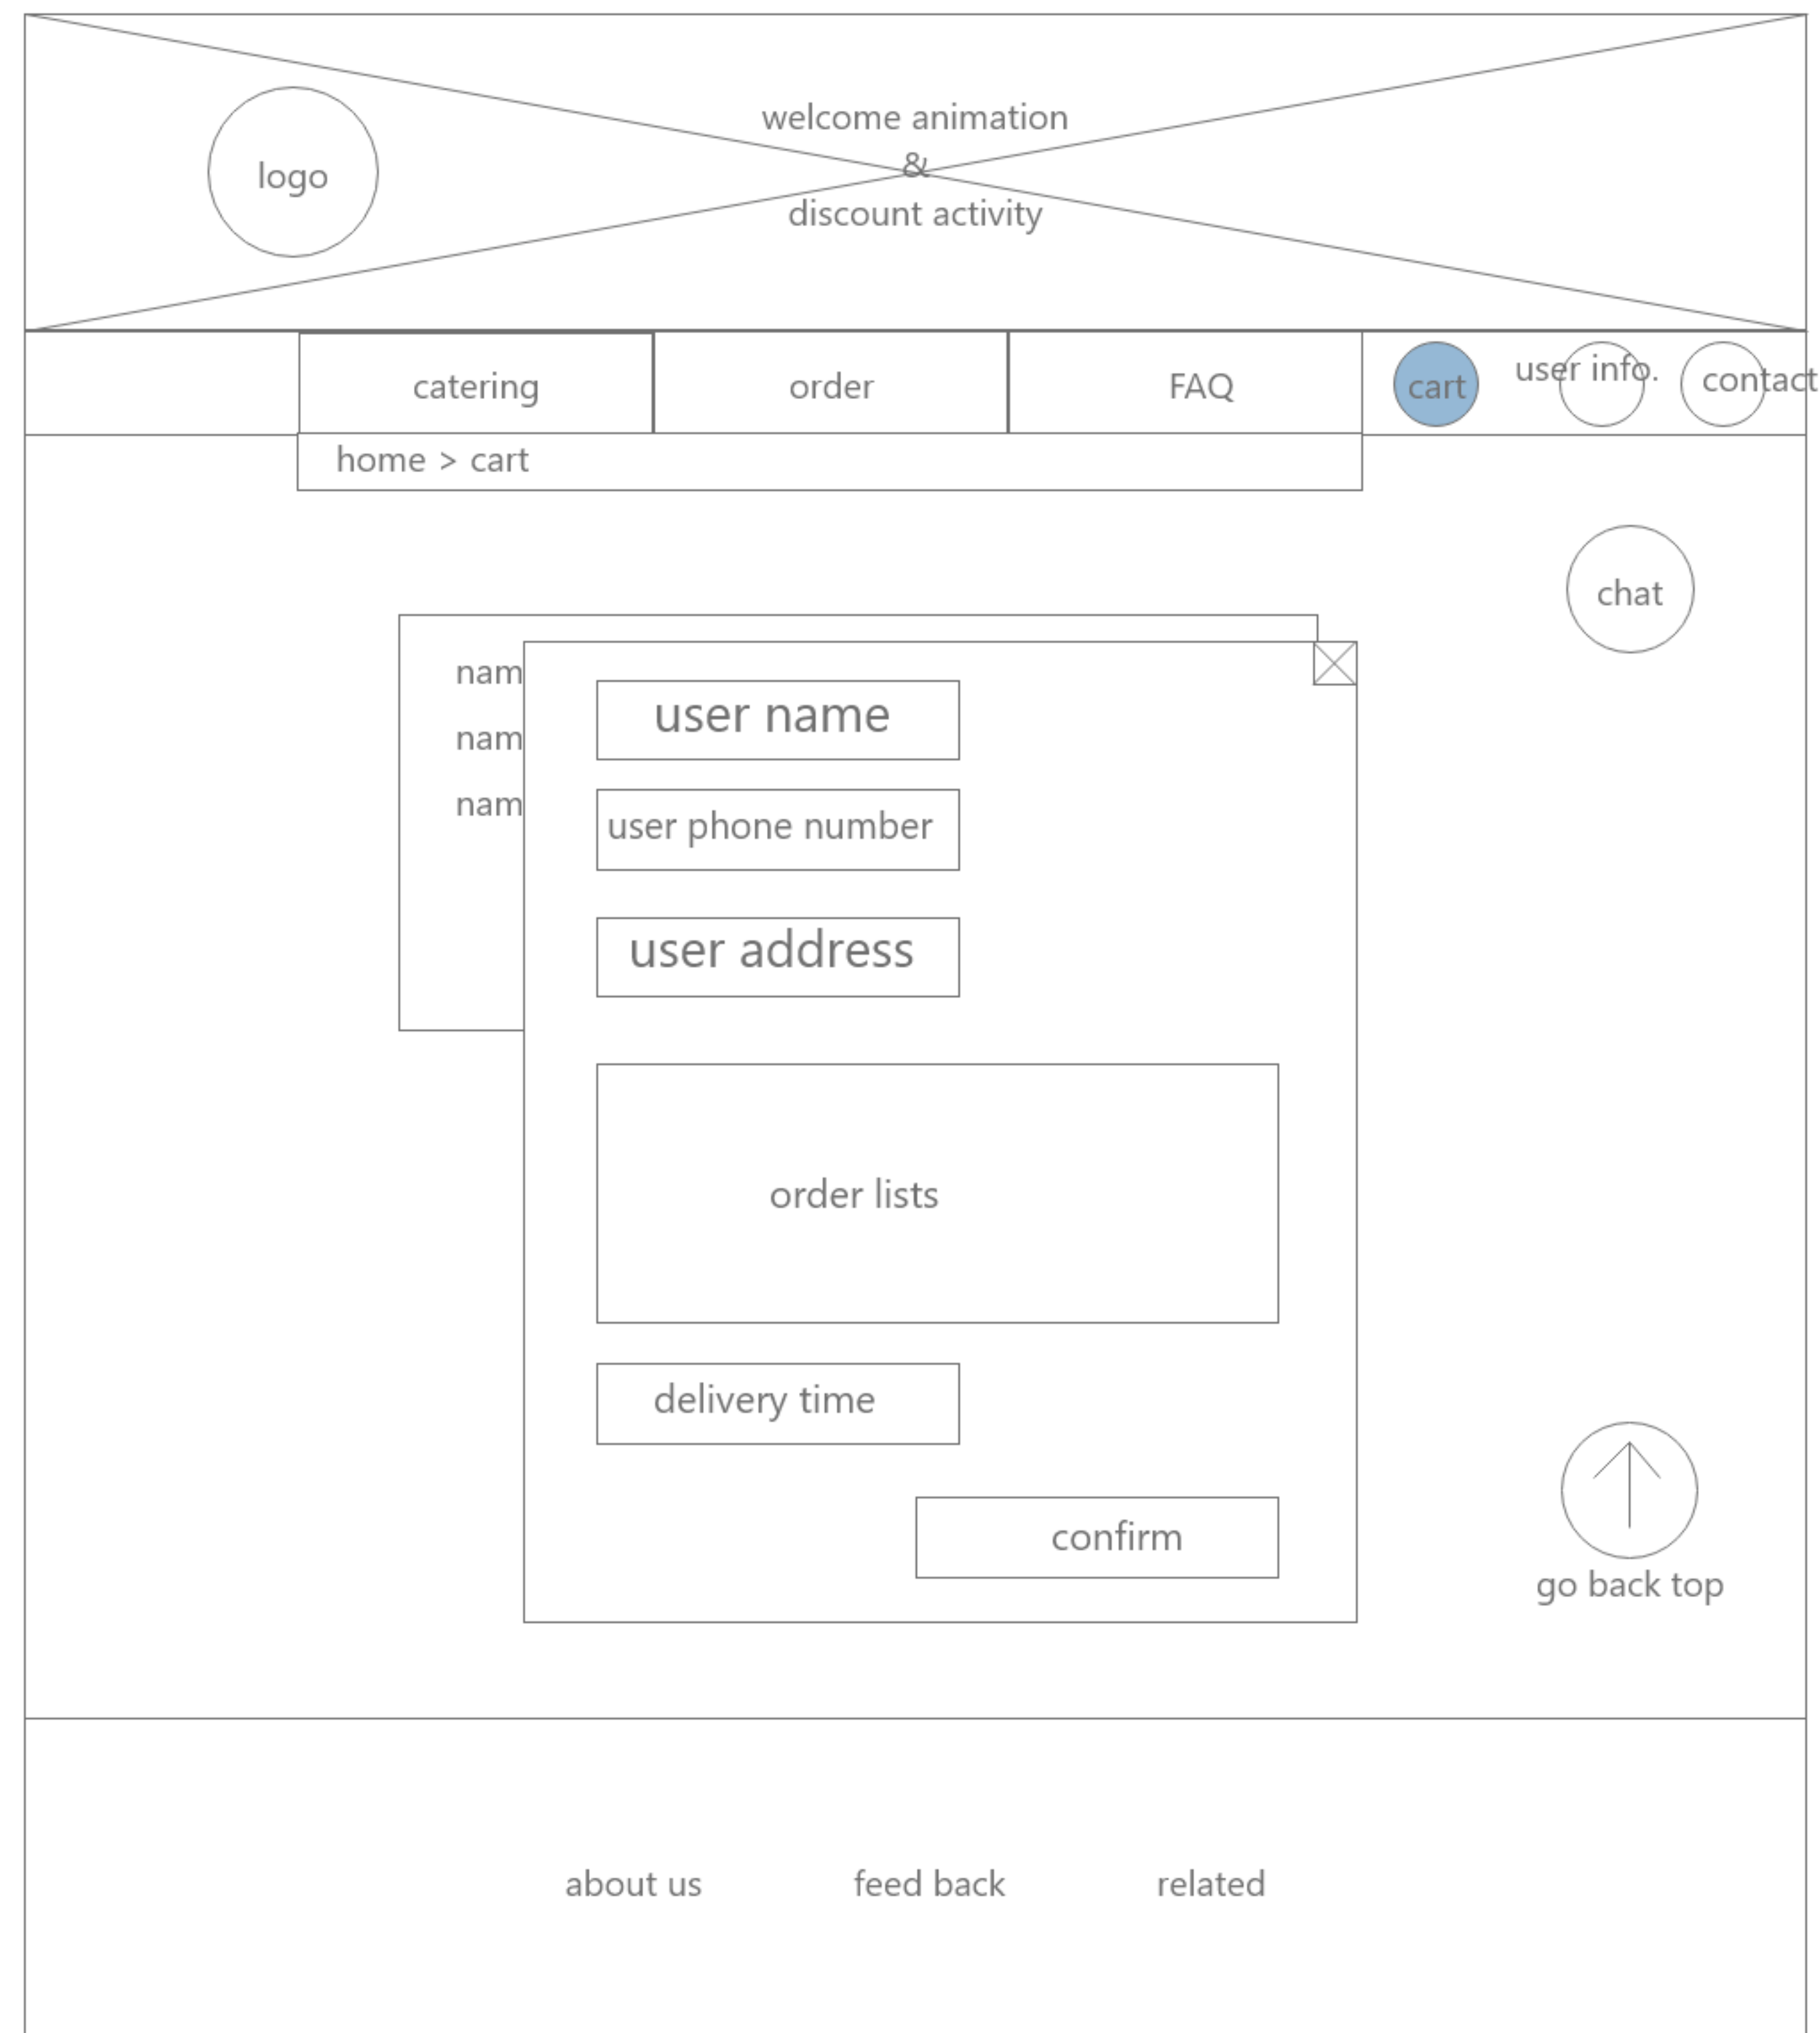 welcome animation
&
discount activity
logo
catering
order
FAQ
cart
user info.
contact
home > cart
chat
nam
nam
nam
user name
user phone number
user address
order lists
delivery time
confirm
go back top
about us
feed back
related